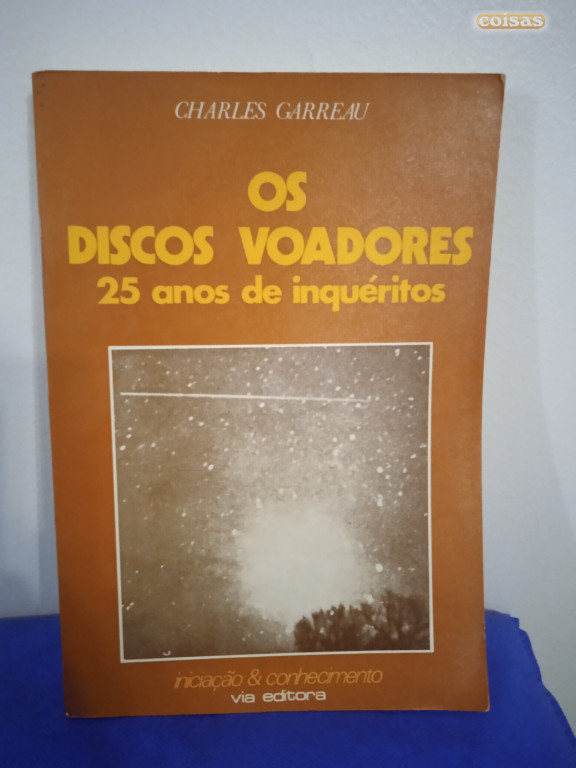 coisas
CHARLES GARREAU
OS
DISCOS VOADORES
25 anos de inquéritos
iniciação & conhecimento
via editora